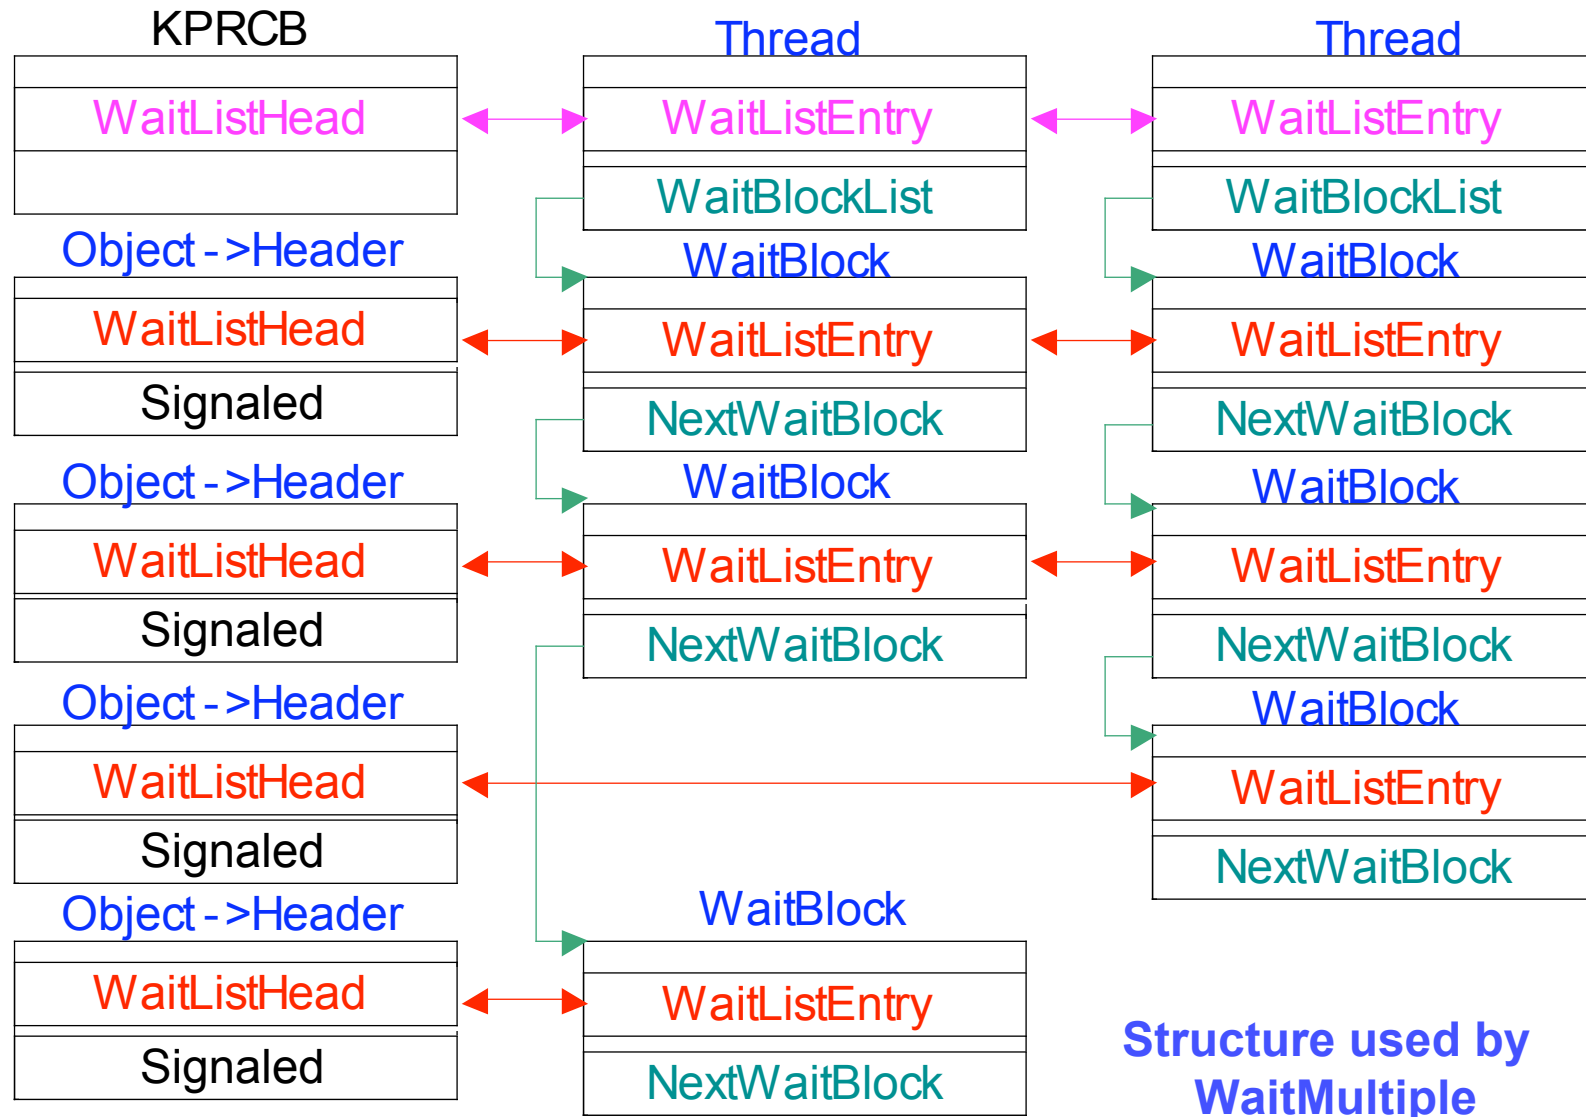 KPRCB
Thread
Thread
WaitListHead
WaitListEntry
WaitListEntry
WaitBlockList
WaitBlockList
Object->Header
WaitBlock
WaitBlock
WaitListHead
WaitListEntry
WaitListEntry
Signaled
NextWaitBlock
NextWaitBlock
Object->Header
WaitBlock
WaitBlock
WaitListHead
WaitListEntry
WaitListEntry
Signaled
NextWaitBlock
NextWaitBlock
Object->Header
WaitBlock
WaitListHead
WaitListEntry
Signaled
NextWaitBlock
Object->Header
WaitBlock
WaitListHead
WaitListEntry
Signaled
NextWaitBlock
Structure used by
WaitMultiple